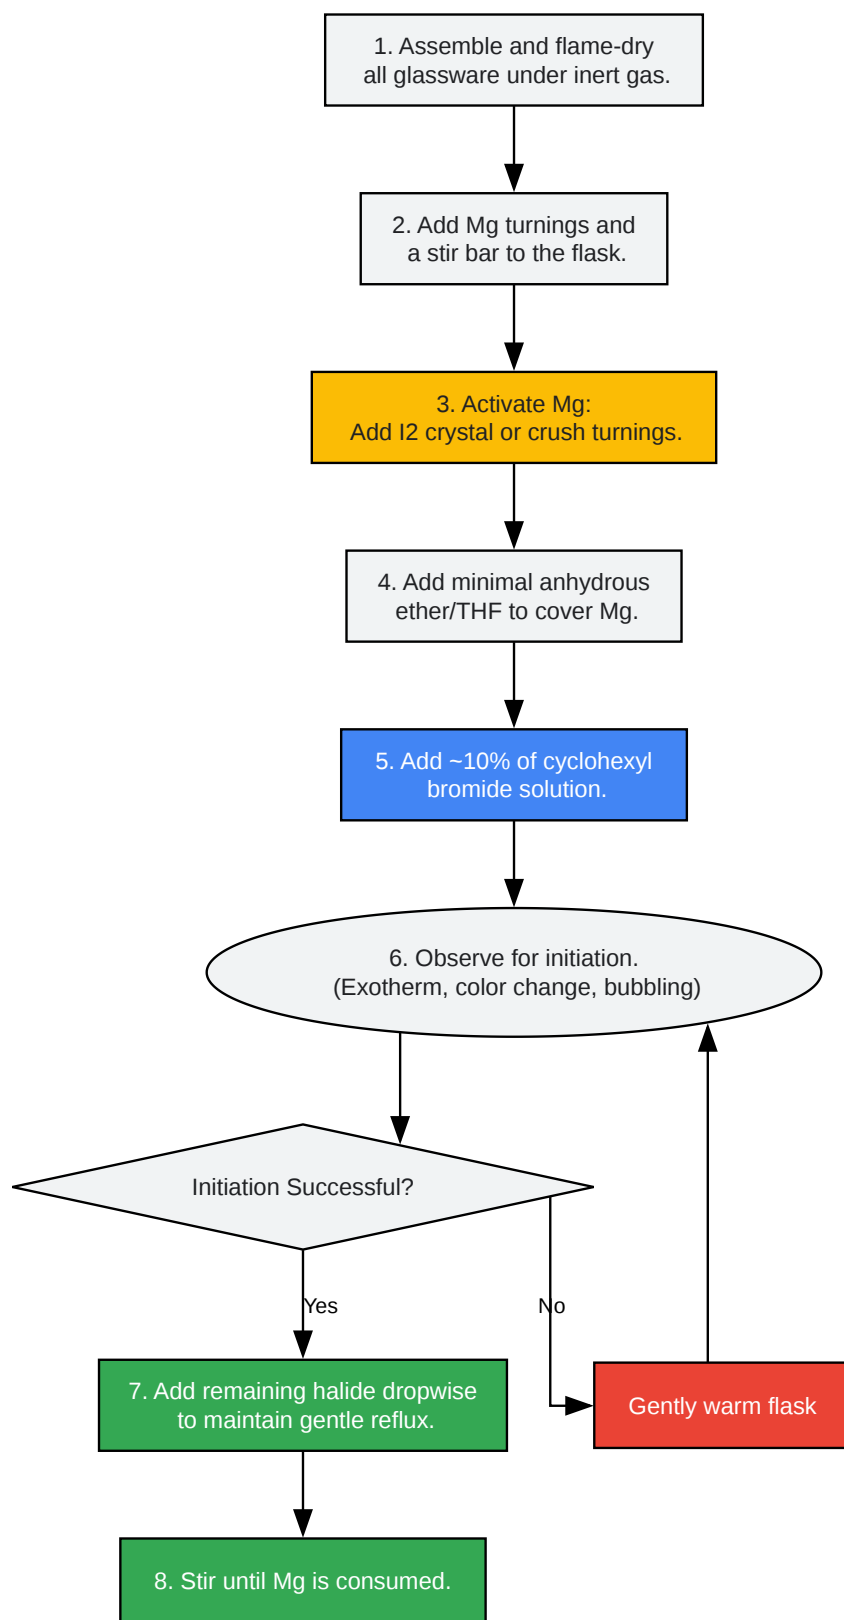 1. Assemble and flame-dry
all glassware under inert gas.
2. Add Mg turnings and
a stir bar to the flask.
3. Activate Mg:
Add I2 crystal or crush turnings.
4. Add minimal anhydrous
ether/THF to cover Mg.
5. Add ~10% of cyclohexyl
bromide solution.
6. Observe for initiation.
(Exotherm, color change, bubbling)
Initiation Successful?
Yes
No
7. Add remaining halide dropwise
to maintain gentle reflux.
Gently warm flask
8. Stir until Mg is consumed.